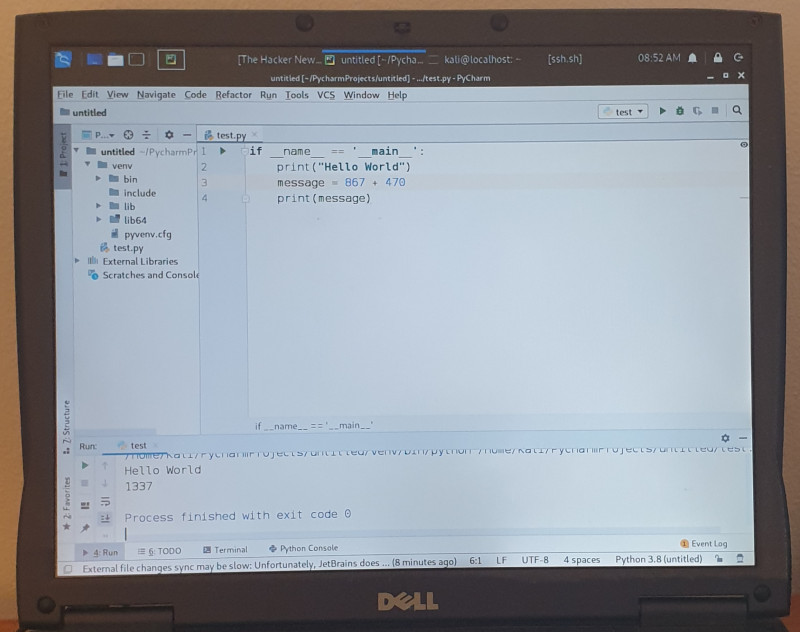 [The Hacker New... untitled [~/Pycha... kali@localhost: ~ [ssh.sh] 08:52 AM
untitled [~/PycharmProjects/untitled] - .../test.py - PyCharm
File Edit View Navigate Code Refactor Run Tools VCS Window Help
untitled test
1: Project
P... test.py
untitled ~/PycharmPr
venv
bin
include
lib
lib64
pyvenv.cfg
test.py
External Libraries
Scratches and Console
1 if __name__ == '__main__':
2 print("Hello World")
3 message = 867 + 470
4 print(message)
if __name__ == '__main__'
7: Structure
2: Favorites
Run: test
/home/kali/PycharmProjects/untitled/venv/bin/python /home/kali/PycharmProjects/untitled/test.
Hello World
1337
Process finished with exit code 0
4: Run 6: TODO Terminal Python Console Event Log
External file changes sync may be slow: Unfortunately, JetBrains does ... (8 minutes ago) 6:1 LF UTF-8 4 spaces Python 3.8 (untitled)
DELL